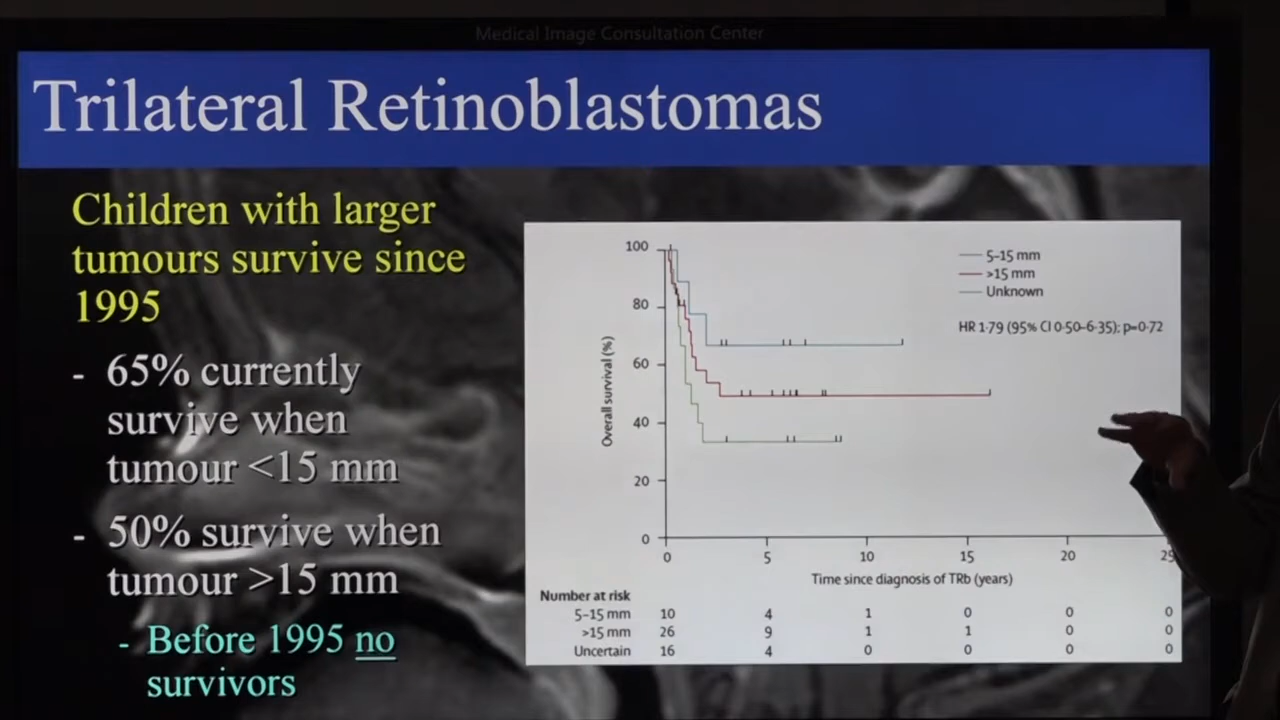 Medical Image Consultation Center
Trilateral Retinoblastomas
Children with larger
tumours survive since
1995
- 65% currently
survive when
tumour <15 mm
- 50% survive when
tumour >15 mm
- Before 1995 no
survivors
100
80
60
40
20
0
Overall survival (%)
5–15 mm
>15 mm
Unknown
HR 1·79 (95% CI 0·50–6·35); p=0·72
0 5 10 15 20 25
Time since diagnosis of TRb (years)
Number at risk
5–15 mm 10 4 1 0 0 0
>15 mm 26 9 1 1 0 0
Uncertain 16 4 0 0 0 0